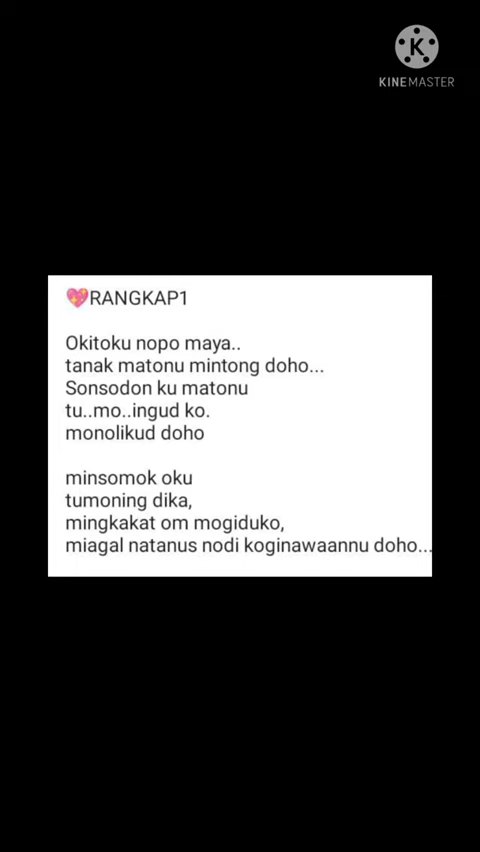 KINEMASTER
💖RANGKAP1
Okitoku nopo maya..
tanak matonu mintong doho...
Sonsodon ku matonu
tu..mo..ingud ko.
monolikud doho
minsomok oku
tumoning dika,
mingkakat om mogiduko,
miagal natanus nodi koginawaannu doho...